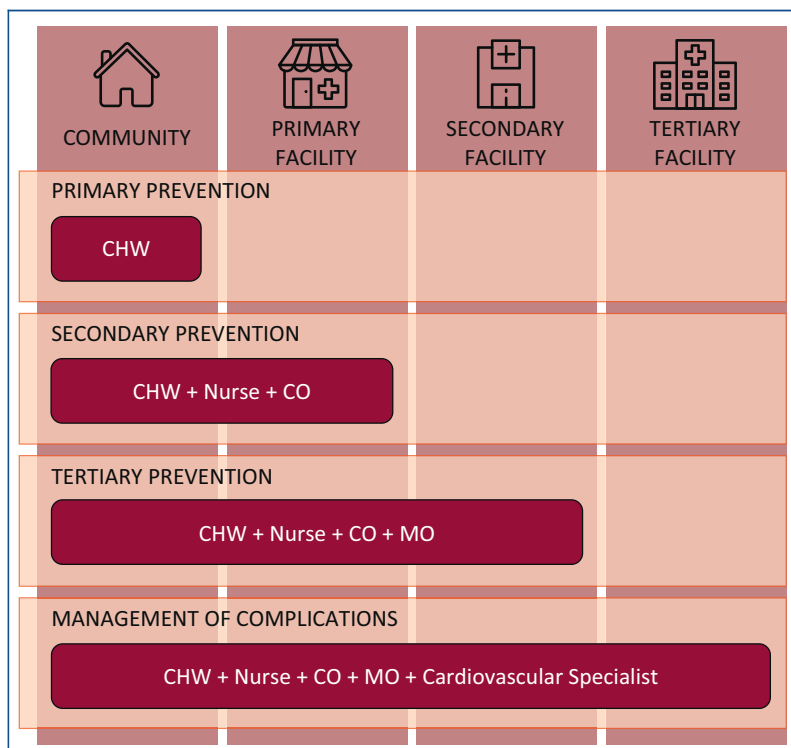 COMMUNITY
PRIMARY
FACILITY
SECONDARY
FACILITY
TERTIARY
FACILITY
PRIMARY PREVENTION
CHW
SECONDARY PREVENTION
CHW + Nurse + CO
TERTIARY PREVENTION
CHW + Nurse + CO + MO
MANAGEMENT OF COMPLICATIONS
CHW + Nurse + CO + MO + Cardiovascular Specialist